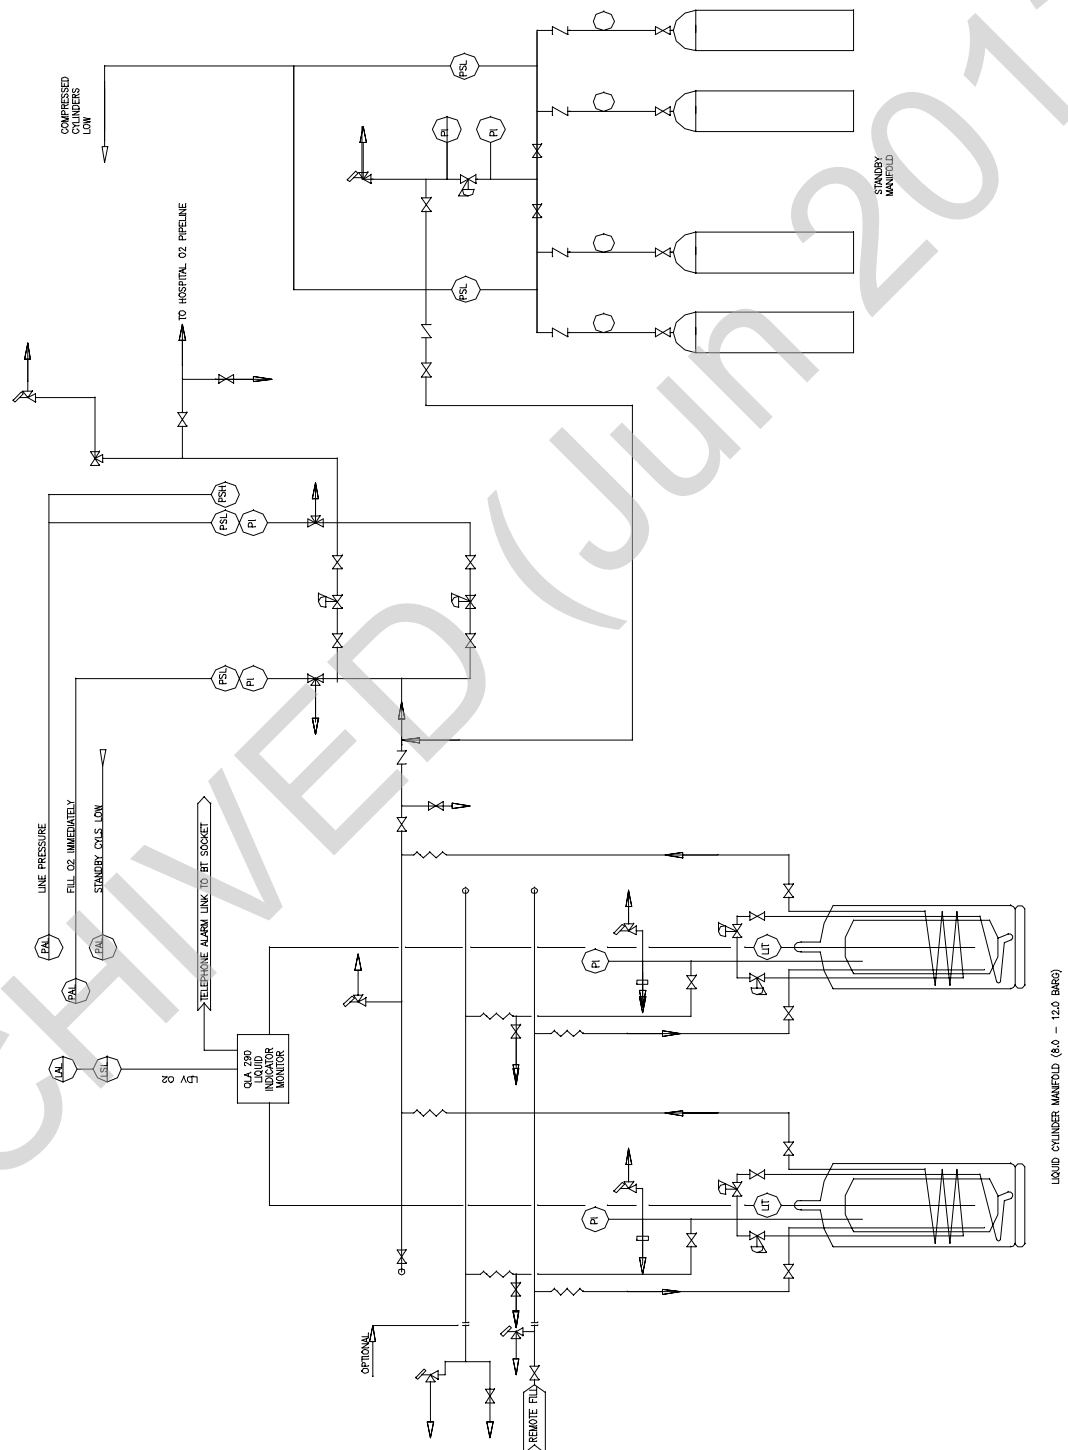 COMPRESSED
CYLINDERS
LOW
PSL
PI
PI
STANDBY
MANIFOLD
TO HOSPITAL O2 PIPELINE
PSL
PSH
PSL
PI
PSL
PI
LINE PRESSURE
FILL O2 IMMEDIATELY
STANDBY CYLS LOW
TELEPHONE ALARM LINK TO BT SOCKET
PAL
PAL
PAL
LAL
LSL
QLA 290
LIQUID
INDICATOR
MONITOR
PI
LIT
PI
LIT
LIQUID CYLINDER MANIFOLD (8.0 - 12.0 BARG)
OPTIONAL
REMOTE FILL
CHIVED (Jun 201